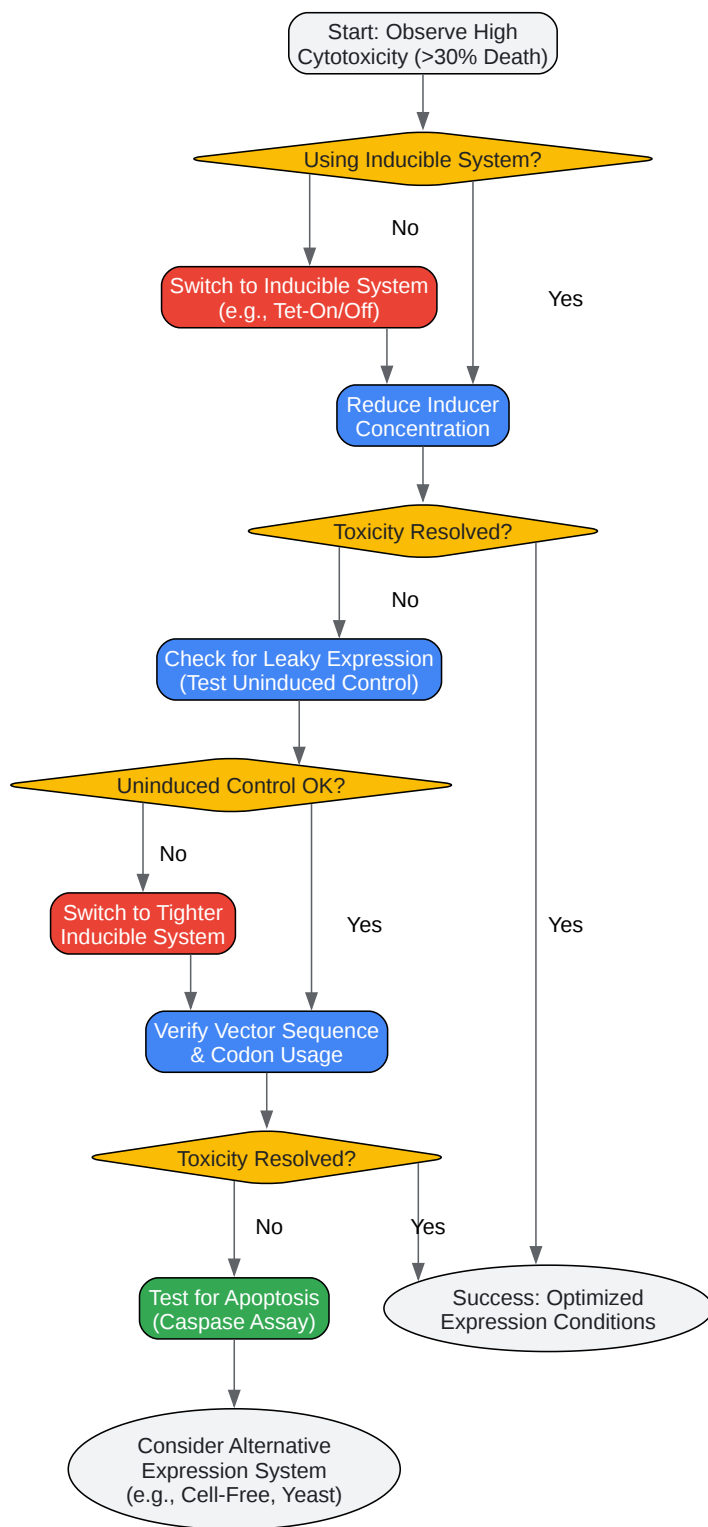 Start: Observe High
Cytotoxicity (>30% Death)
Using Inducible System?
No
Switch to Inducible System
(e.g., Tet-On/Off)
Yes
Reduce Inducer
Concentration
Toxicity Resolved?
No
Check for Leaky Expression
(Test Uninduced Control)
Uninduced Control OK?
No
Switch to Tighter
Inducible System
Yes
Yes
Verify Vector Sequence
& Codon Usage
Toxicity Resolved?
No
Yes
Test for Apoptosis
(Caspase Assay)
Success: Optimized
Expression Conditions
Consider Alternative
Expression System
(e.g., Cell-Free, Yeast)